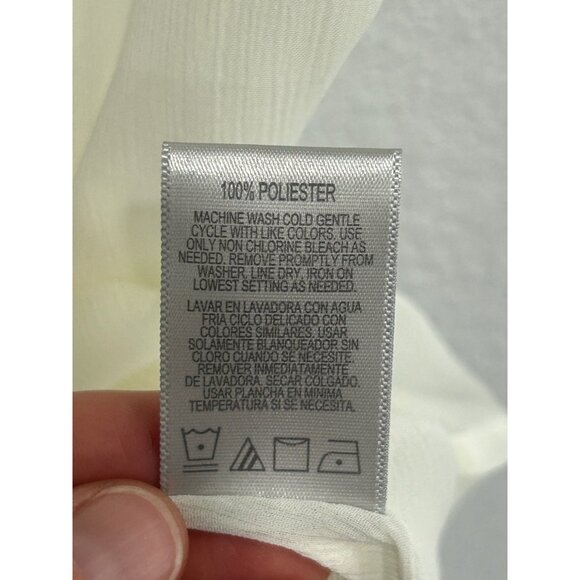 100% POLIESTER
MACHINE WASH COLD GENTLE
CYCLE WITH LIKE COLORS. USE
ONLY NON CHLORINE BLEACH AS
NEEDED. REMOVE PROMPTLY FROM
WASHER. LINE DRY. IRON ON
LOWEST SETTING AS NEEDED.
LAVAR EN LAVADORA CON AGUA
FRIA CICLO DELICADO CON
COLORES SIMILARES. USAR
SOLAMENTE BLANQUEADOR SIN
CLORO CUANDO SE NECESITE.
REMOVER INMEDIATAMENTE
DE LAVADORA. SECAR COLGADO.
USAR PLANCHA EN MINIMA
TEMPERATURA SI SE NECESITA.